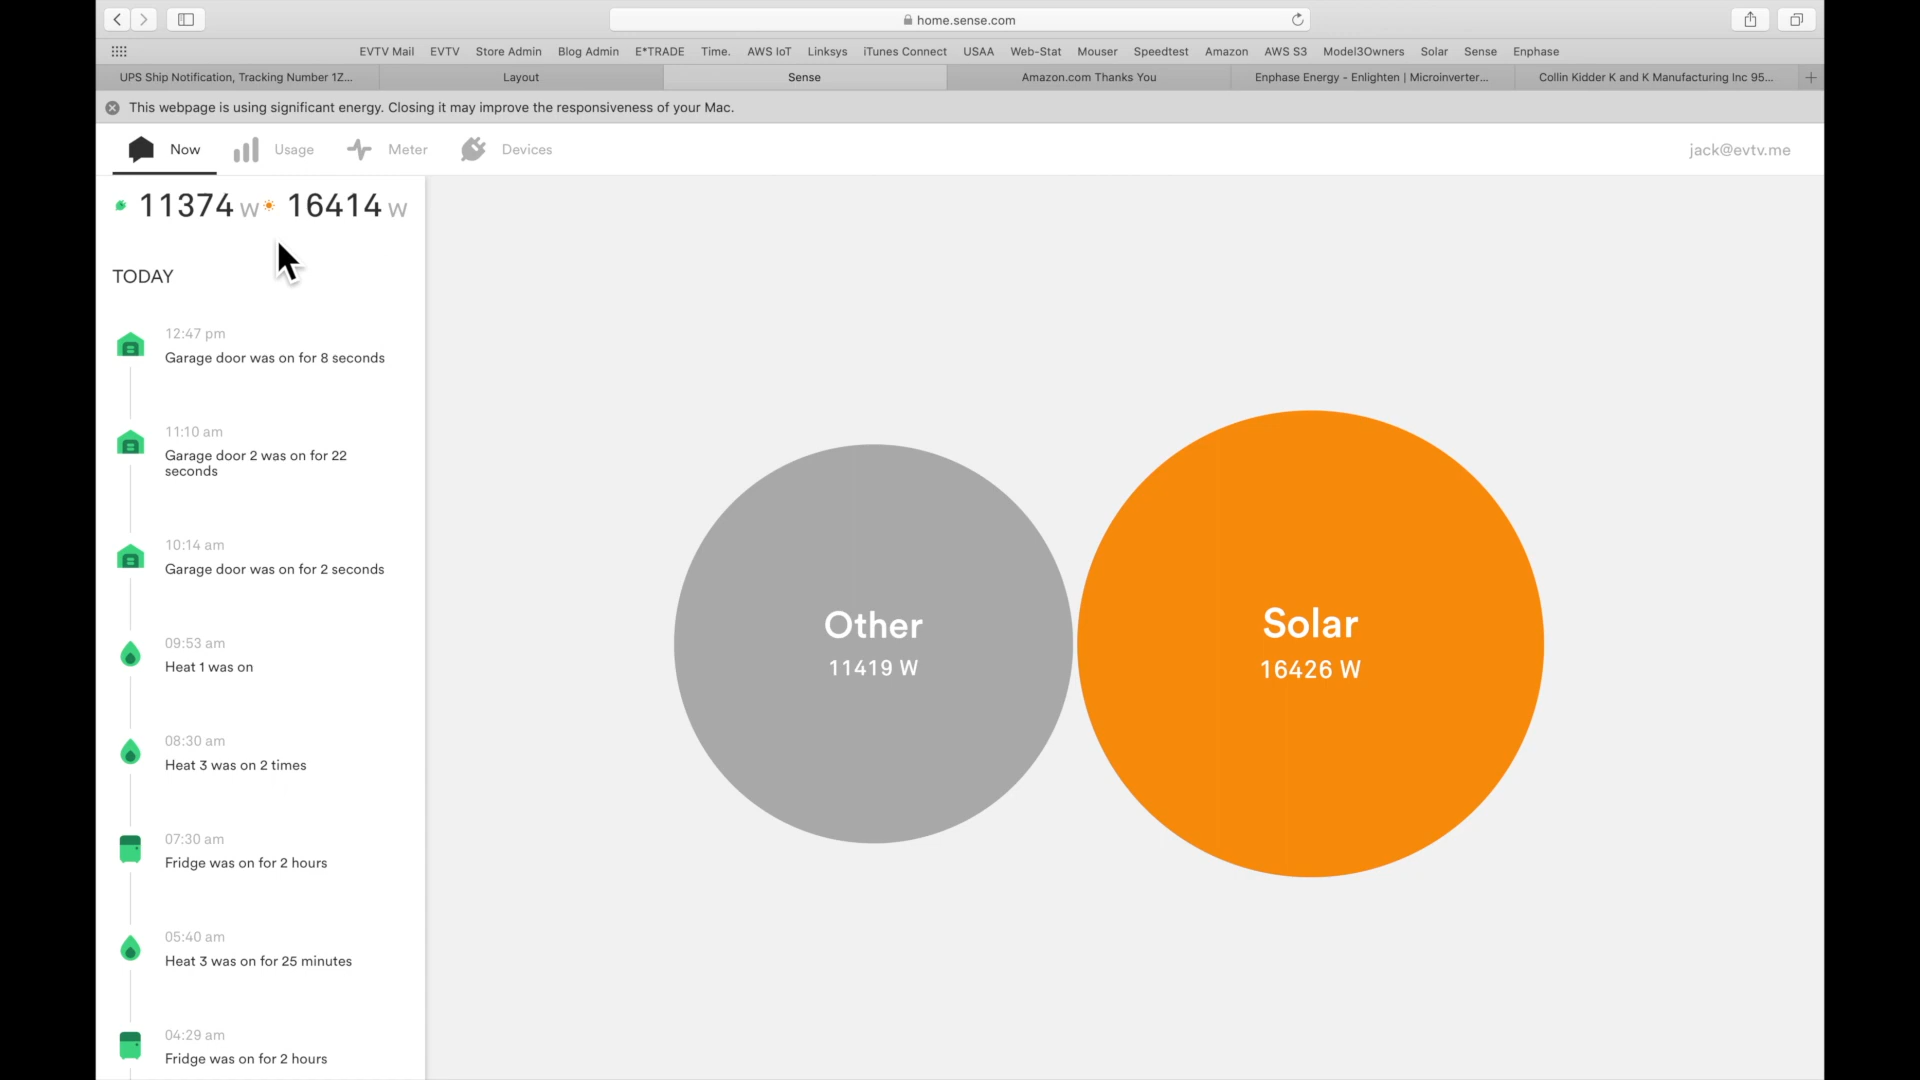 home.sense.com
EVTV Mail EVTV Store Admin Blog Admin E*TRADE Time. AWS IoT Linksys iTunes Connect USAA Web-Stat Mouser Speedtest Amazon AWS S3 Model3Owners Solar Sense Enphase
UPS Ship Notification, Tracking Number 1Z... Layout Sense Amazon.com Thanks You Enphase Energy - Enlighten | Microinverter... Collin Kidder K and K Manufacturing Inc 95...
This webpage is using significant energy. Closing it may improve the responsiveness of your Mac.
Now Usage Meter Devices jack@evtv.me
11374 W 16414 W
TODAY
12:47 pm
Garage door was on for 8 seconds
11:10 am
Garage door 2 was on for 22
seconds
10:14 am
Garage door was on for 2 seconds
09:53 am
Heat 1 was on
08:30 am
Heat 3 was on 2 times
07:30 am
Fridge was on for 2 hours
05:40 am
Heat 3 was on for 25 minutes
04:29 am
Fridge was on for 2 hours
Other
11419 W
Solar
16426 W